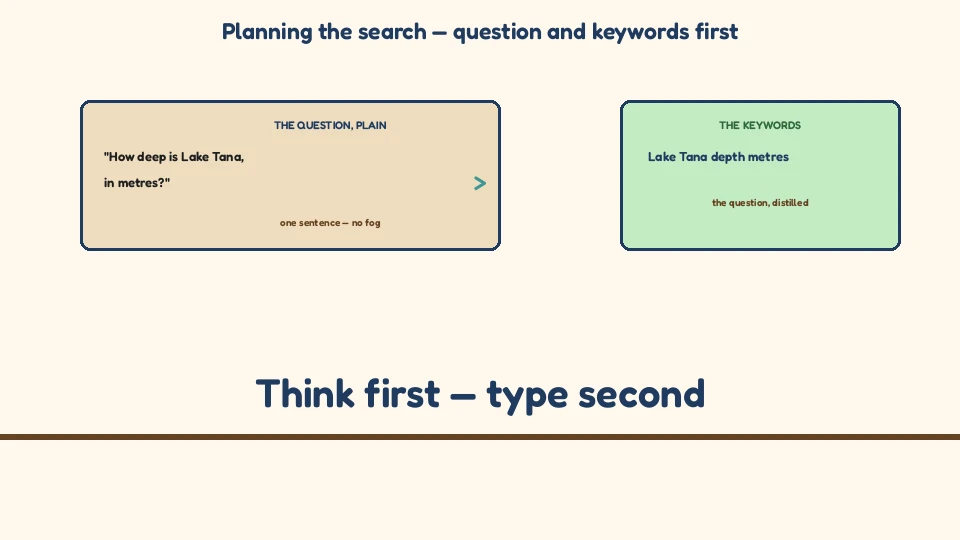 Planning the search — question and keywords first
THE QUESTION, PLAIN
"How deep is Lake Tana,
in metres?"
>
one sentence — no fog
THE KEYWORDS
Lake Tana depth metres
the question, distilled
Think first — type second